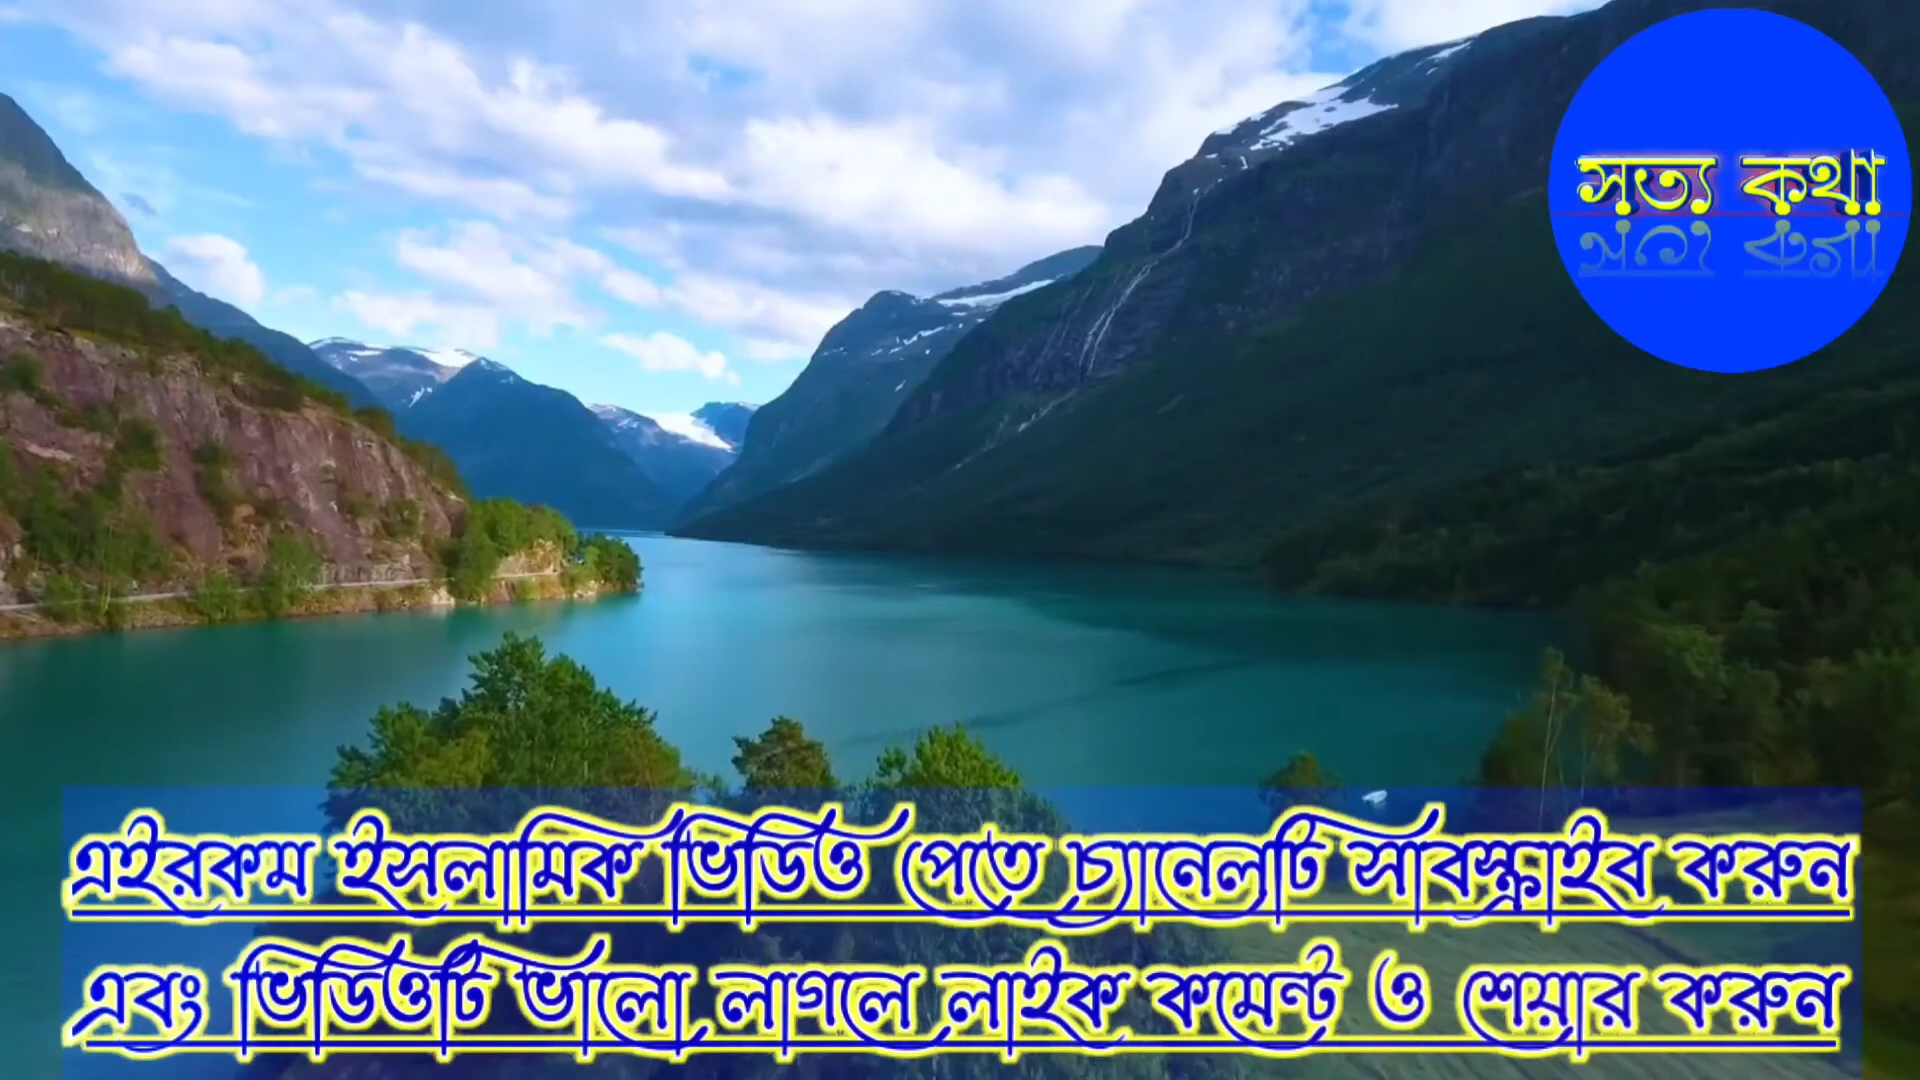 সত্য কথা
এইরকম ইসলামিক ভিডিও পেতে চ্যানেলটি সাবস্ক্রাইব করুন
এবং ভিডিওটি ভালো লাগলে লাইক কমেন্ট ও শেয়ার করুন